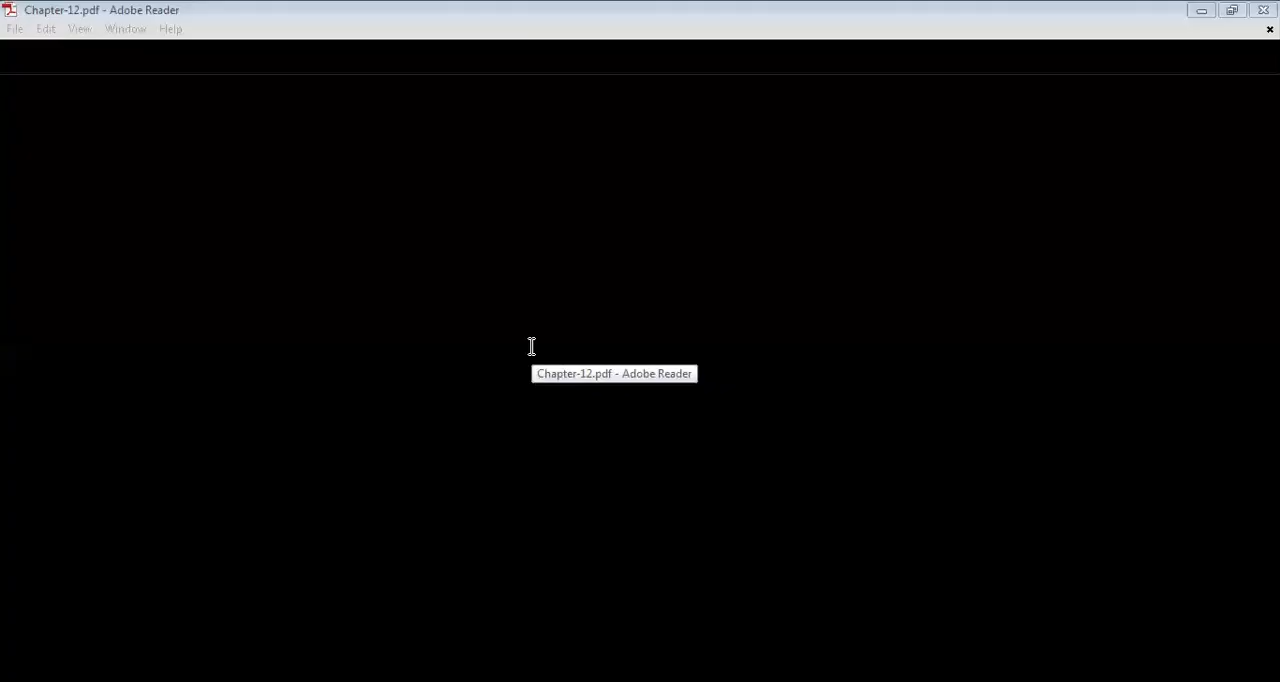 Chapter-12.pdf - Adobe Reader
File Edit View Window Help
Chapter-12.pdf - Adobe Reader